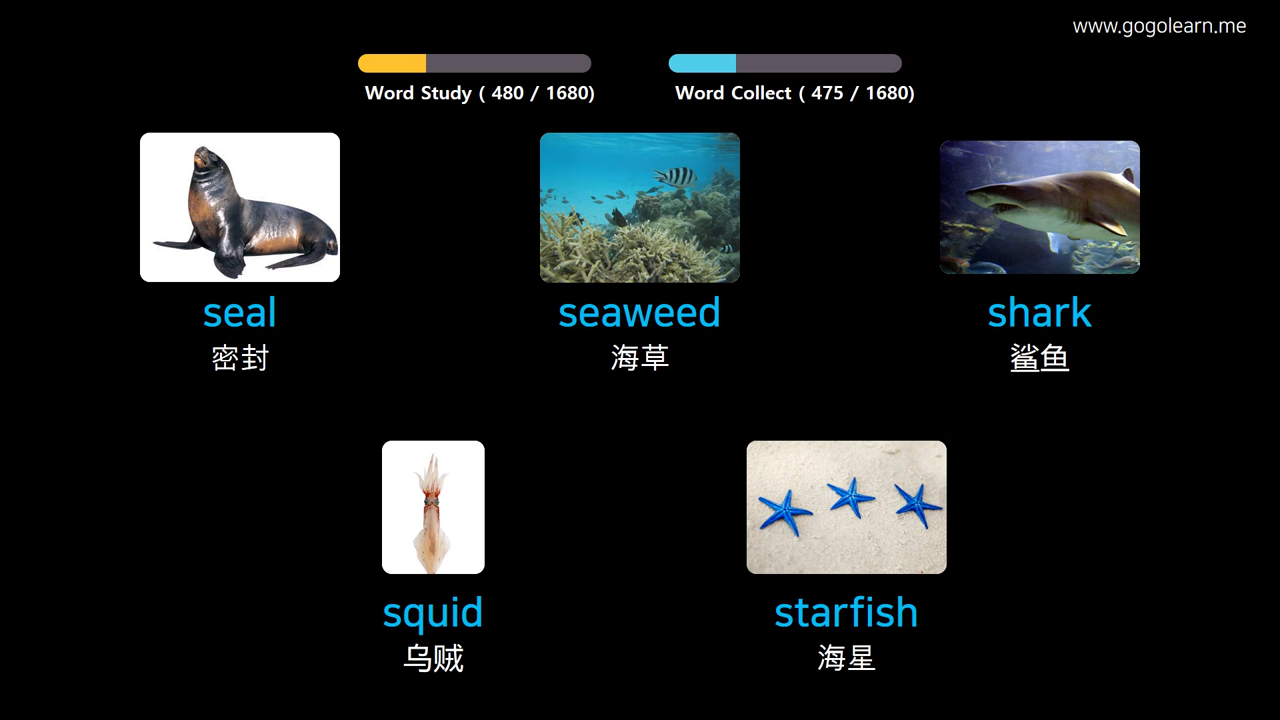 www.gogolearn.me
Word Study ( 480 / 1680)
Word Collect ( 475 / 1680)
seal
密封
seaweed
海草
shark
鲨鱼
squid
乌贼
starfish
海星